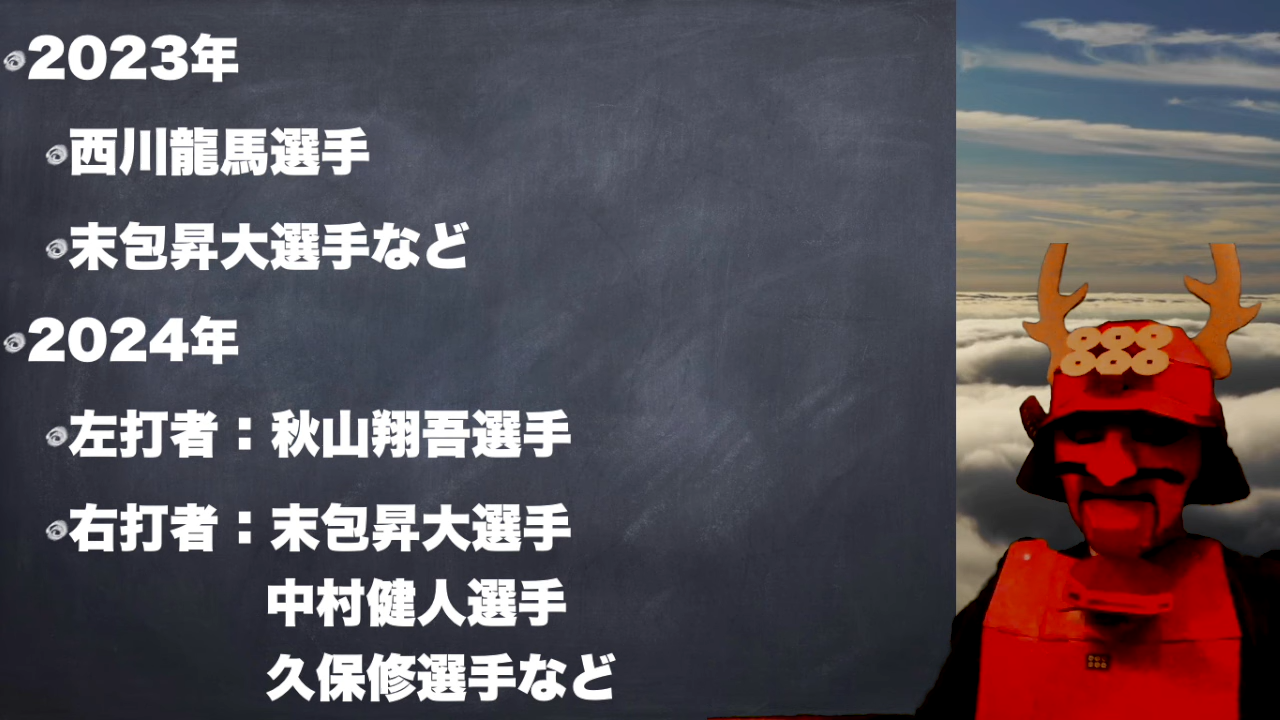 2023年
西川龍馬選手
末包昇大選手など
2024年
左打者：秋山翔吾選手
右打者：末包昇大選手
中村健人選手
久保修選手など